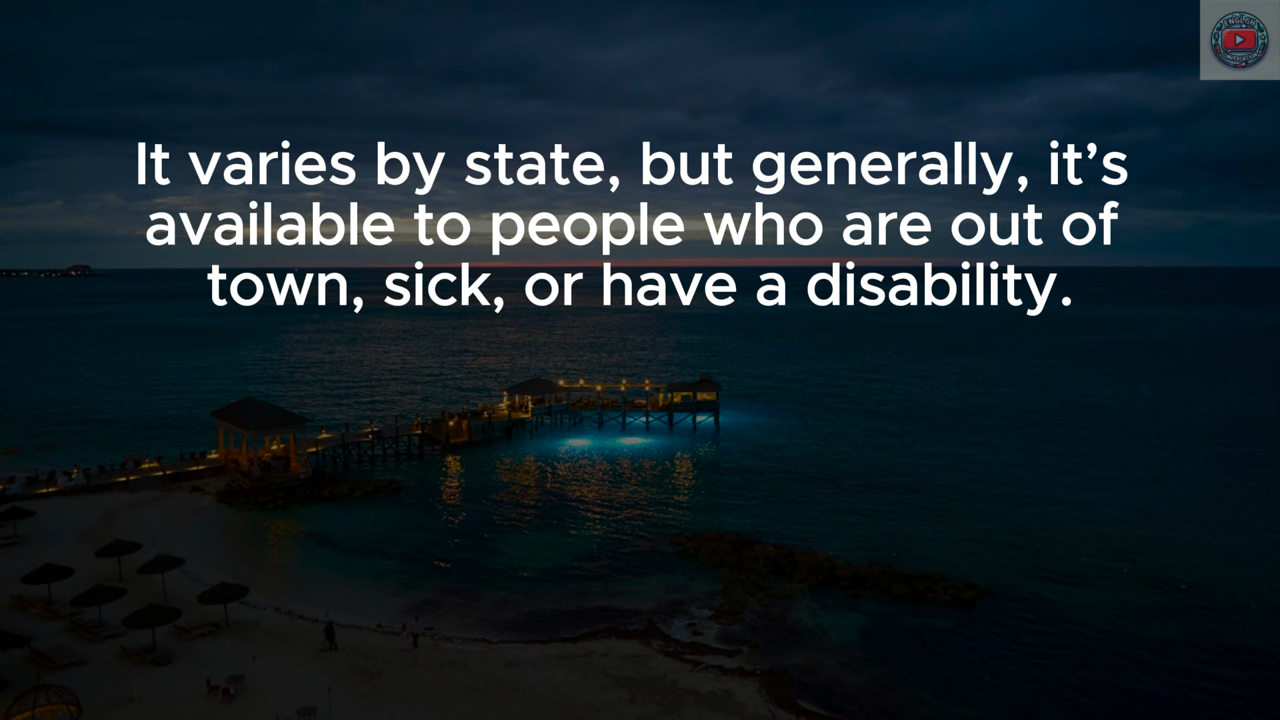 ENGLISH
It varies by state, but generally, it’s
available to people who are out of
town, sick, or have a disability.